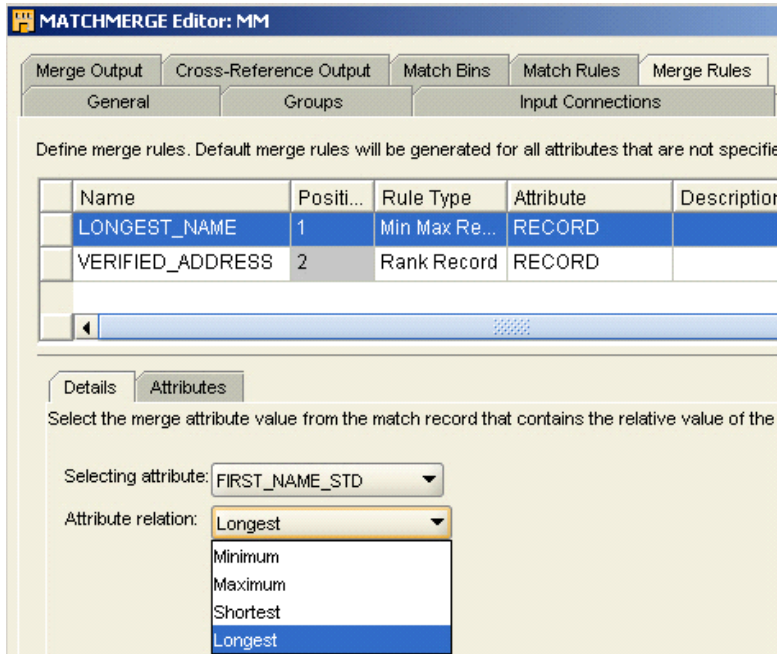 MATCHMERGE Editor: MM
Merge Output Cross-Reference Output Match Bins Match Rules Merge Rules
General Groups Input Connections
Define merge rules. Default merge rules will be generated for all attributes that are not specifie
Name Positi... Rule Type Attribute Description
LONGEST_NAME 1 Min Max Re... RECORD
VERIFIED_ADDRESS 2 Rank Record RECORD
Details Attributes
Select the merge attribute value from the match record that contains the relative value of the
Selecting attribute: FIRST_NAME_STD
Attribute relation: Longest
Minimum
Maximum
Shortest
Longest